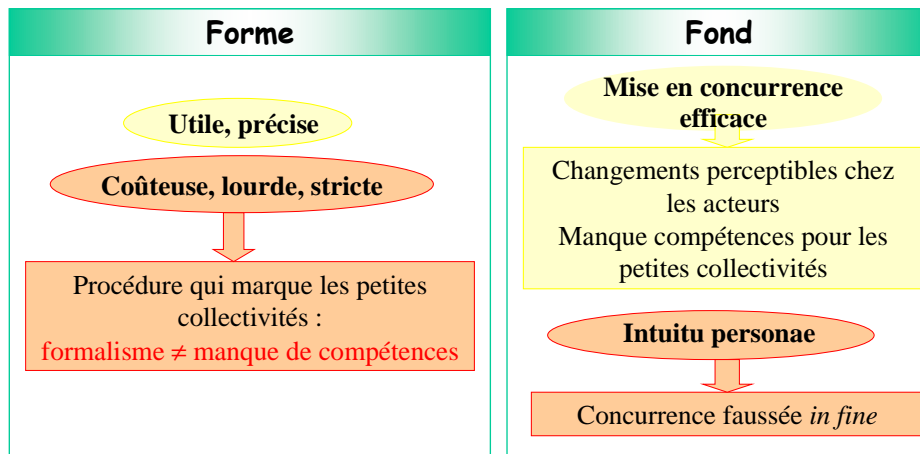 Forme
Utile, précise
Coûteuse, lourde, stricte
Procédure qui marque les petites
collectivités :
formalisme ≠ manque de compétences
Fond
Mise en concurrence
efficace
Changements perceptibles chez
les acteurs
Manque compétences pour les
petites collectivités
Intuitu personae
Concurrence faussée in fine